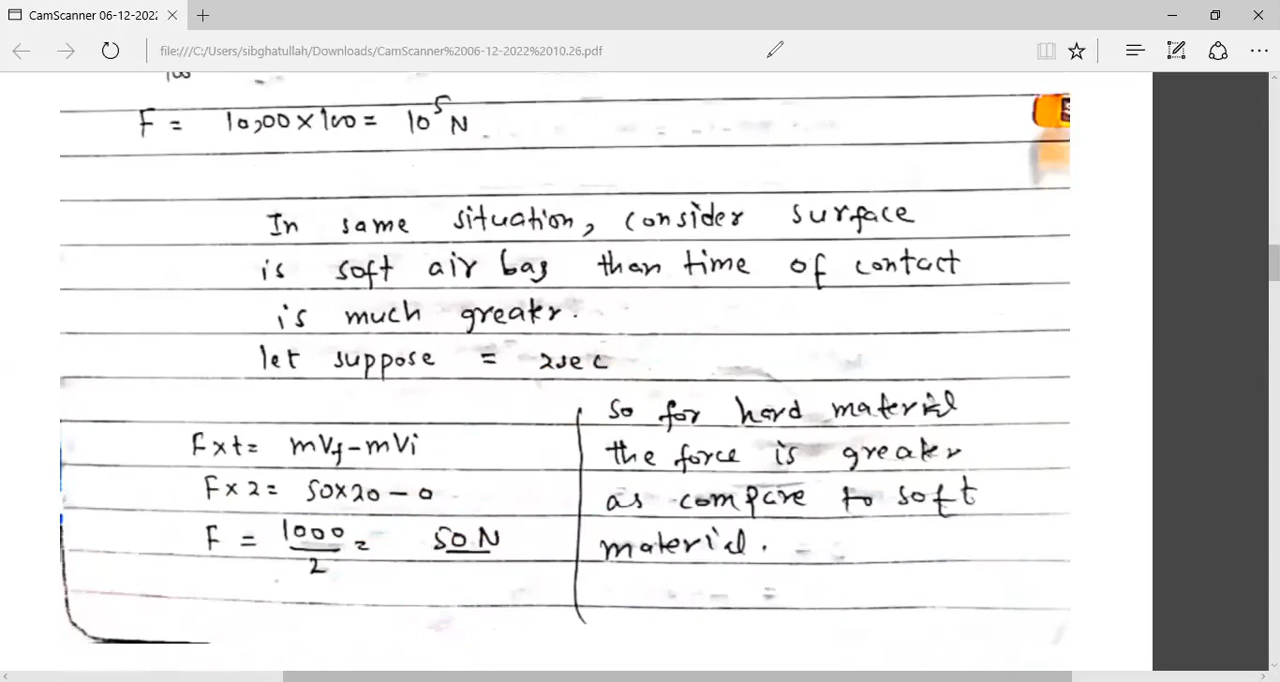 CamScanner 06-12-202
file:///C:/Users/sibghatullah/Downloads/CamScanner%2006-12-2022%2010.26.pdf
100
F = 10,00 × 100 = 10⁵ N
In same situation, consider surface
is soft air bag than time of contact
is much greater.
let suppose = 2sec
F×t= mVf-mVi
F×2= 50×20-0
F = 1000/2 = 50N
So for hard material
the force is greater
as compare to soft
material.